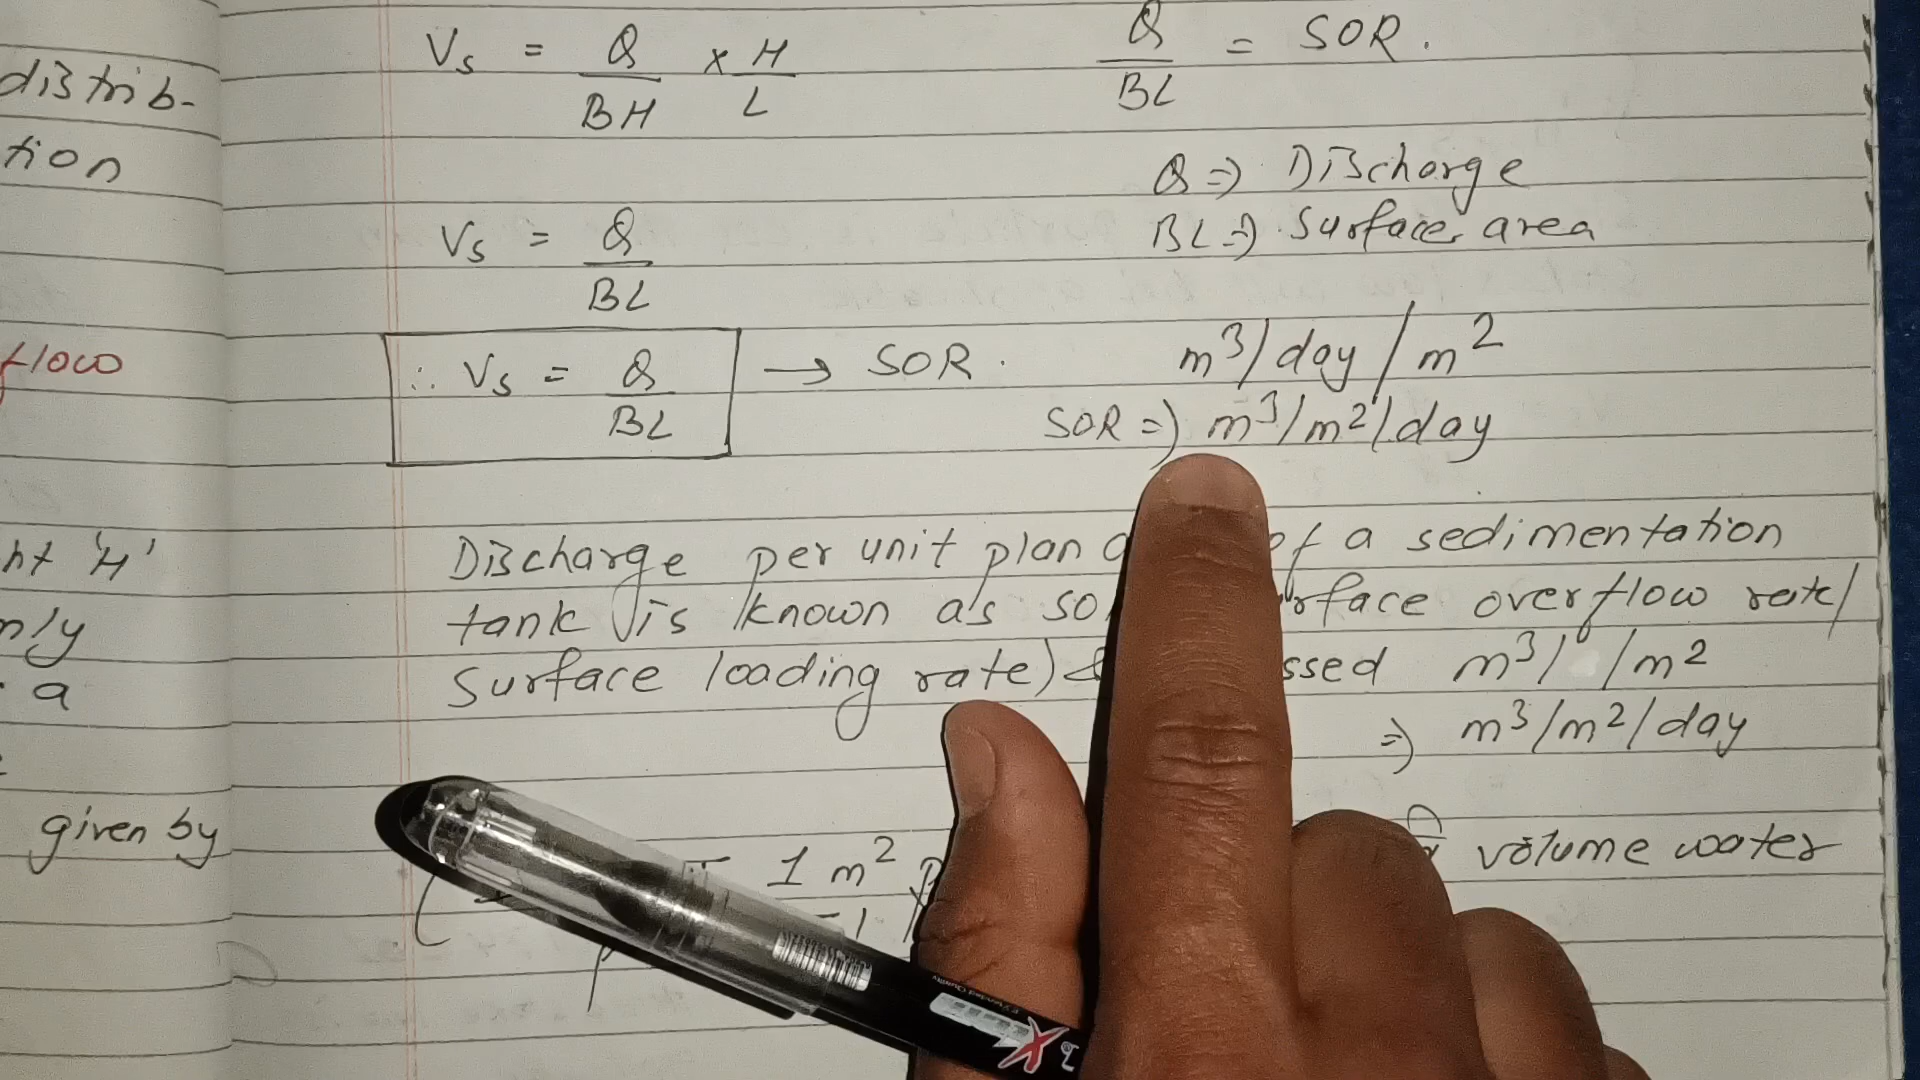 distrib-
tion
flow
ht 'H'
nly
a
given by
Vs = Q/BH × H/L
Q/BL = SOR.
Q => Discharge
BL => Surface area
Vs = Q/BL
∴ Vs = Q/BL → SOR.
m³/day/m²
SOR => m³/m²/day
Discharge per unit plan of a sedimentation
tank is known as rface overflow rate/
surface loading rate) & ssed m³/ /m²
=> m³/m²/day
1 m² volume water